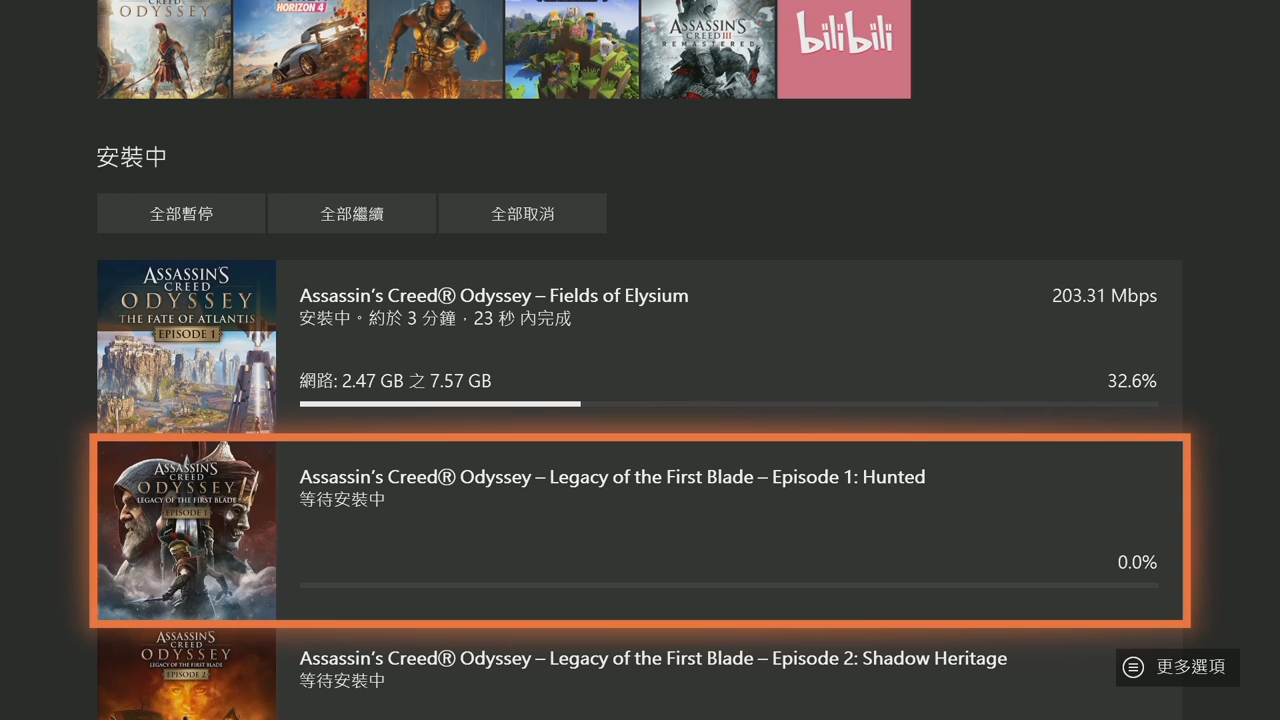 CREED
ODYSSEY
HORIZON 4
ASSASSIN'S
CREED III
REMASTERED
bilibili
安裝中
全部暫停
全部繼續
全部取消
ASSASSIN'S
CREED
ODYSSEY
THE FATE OF ATLANTIS
EPISODE 1
Assassin's Creed® Odyssey – Fields of Elysium
203.31 Mbps
安裝中。約於 3 分鐘，23 秒 內完成
網路: 2.47 GB 之 7.57 GB
32.6%
ASSASSIN'S
CREED
ODYSSEY
LEGACY OF THE FIRST BLADE
EPISODE 1
Assassin's Creed® Odyssey – Legacy of the First Blade – Episode 1: Hunted
等待安裝中
0.0%
ASSASSIN'S
CREED
ODYSSEY
LEGACY OF THE FIRST BLADE
EPISODE 2
Assassin's Creed® Odyssey – Legacy of the First Blade – Episode 2: Shadow Heritage
等待安裝中
更多選項